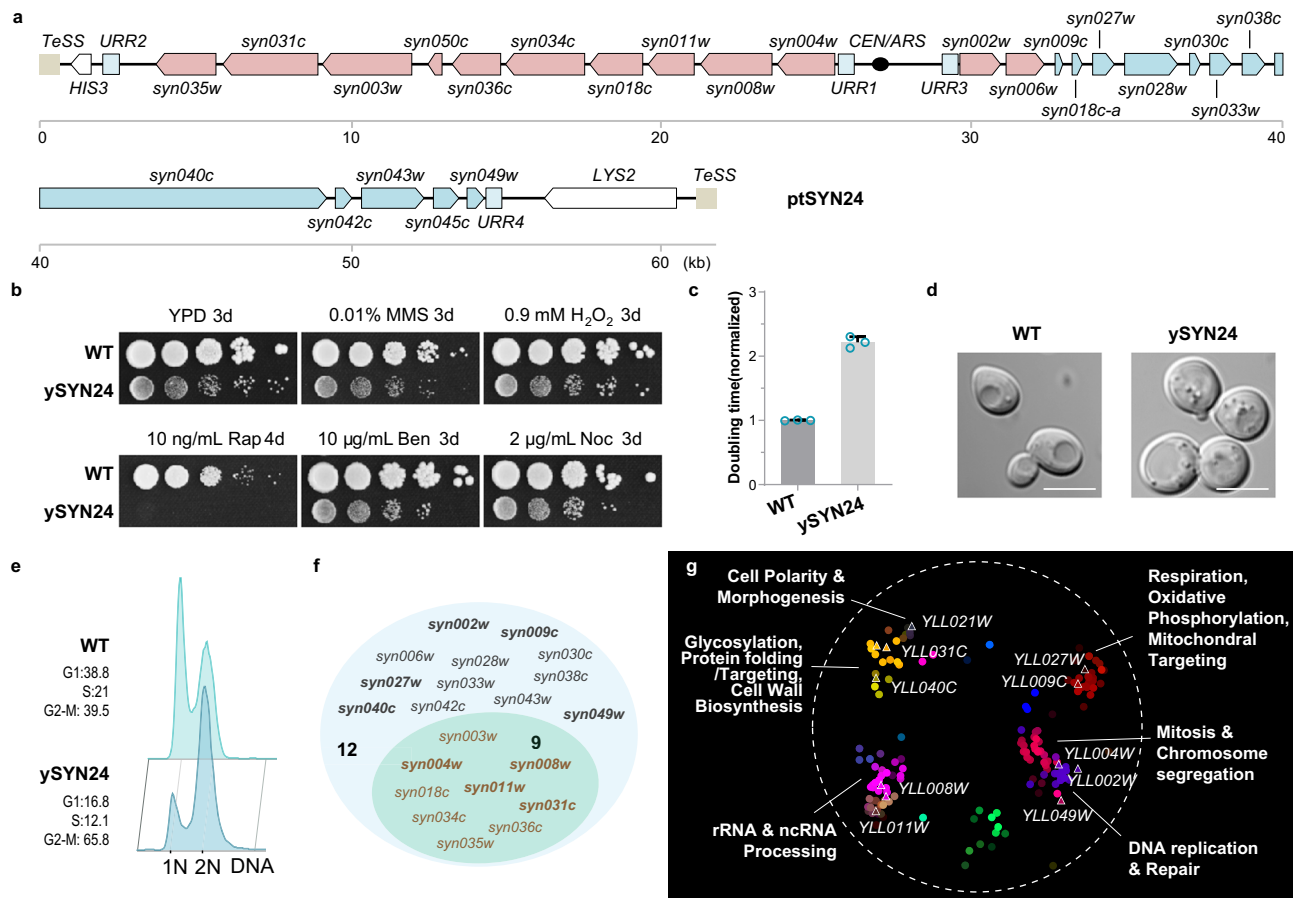 a
syn027w
syn038c
TeSS
URR2
syn031c
syn050c
syn034c
syn011w
syn004w
CEN/ARS
syn002w
syn009c
syn030c
HIS3
syn035w
syn003w
syn036c
syn018c
syn008w
URR1
URR3
syn006w
syn028w
syn018c-a
syn033w
0
10
20
30
40
syn040c
syn043w
syn049w
LYS2
TeSS
ptSYN24
syn042c
syn045c
URR4
40
50
60
(kb)
b
YPD 3d
0.01% MMS 3d
0.9 mM H₂O₂ 3d
WT
ySYN24
10 ng/mL Rap 4d
10 µg/mL Ben 3d
2 µg/mL Noc 3d
WT
ySYN24
c
Doubling time(normalized)
3
2
1
0
WT
ySYN24
d
WT
ySYN24
e
WT
G1:38.8
S:21
G2-M: 39.5
ySYN24
G1:16.8
S:12.1
G2-M: 65.8
1N
2N
DNA
f
syn002w
syn009c
syn006w
syn028w
syn030c
syn027w
syn033w
syn038c
syn040c
syn042c
syn043w
syn049w
12
syn003w
9
syn004w
syn008w
syn018c
syn011w
syn031c
syn034c
syn036c
syn035w
g
Cell Polarity &
Morphogenesis
YLL021W
Glycosylation,
Protein folding
/Targeting,
Cell Wall
Biosynthesis
YLL031C
YLL040C
Respiration,
Oxidative
Phosphorylation,
Mitochondral
Targeting
YLL027W
YLL009C
Mitosis &
Chromosome
segregation
YLL004W
YLL002W
YLL049W
YLL008W
YLL011W
rRNA & ncRNA
Processing
DNA replication
& Repair